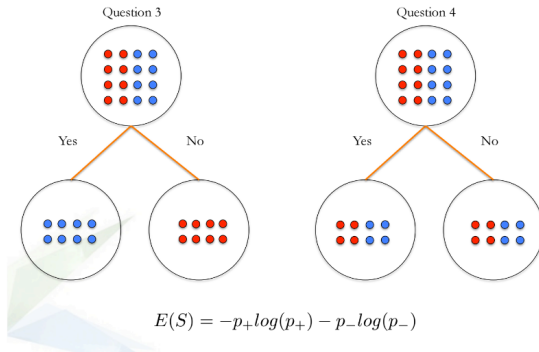 Question 3
Question 4
Yes
No
Yes
No
E(S) = −p₊log(p₊) − p₋log(p₋)